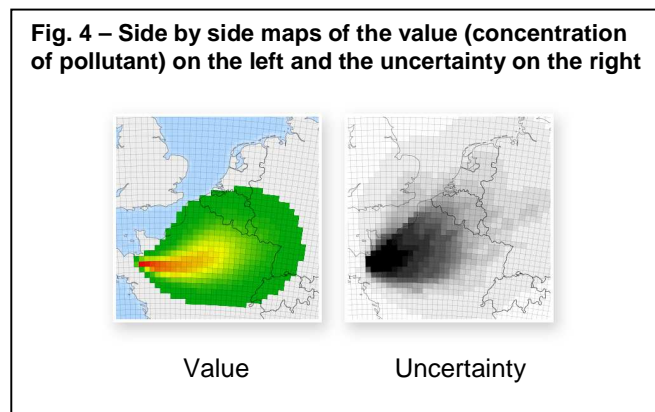 Fig. 4 – Side by side maps of the value (concentration
of pollutant) on the left and the uncertainty on the right
Value
Uncertainty